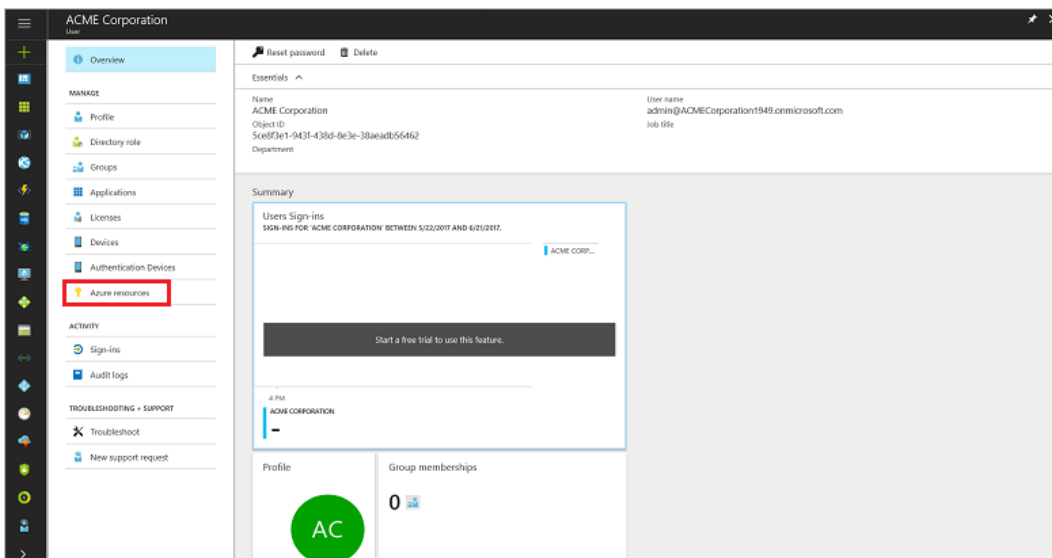 ACME Corporation
User
Overview
MANAGE
Profile
Directory role
Groups
Applications
Licenses
Devices
Authentication Devices
Azure resources
ACTIVITY
Sign-ins
Audit logs
TROUBLESHOOTING + SUPPORT
Troubleshoot
New support request
Reset password Delete
Essentials
Name
ACME Corporation
Object ID
5ce8f3e1-943f-438d-8e3e-38aeadb56462
Department
User name
admin@ACMECorporation1949.onmicrosoft.com
Job title
Summary
Users Sign-ins
SIGN-INS FOR 'ACME CORPORATION' BETWEEN 5/22/2017 AND 6/21/2017.
ACME CORP...
Start a free trial to use this feature.
4 PM
ACME CORPORATION
--
Profile
AC
Group memberships
0